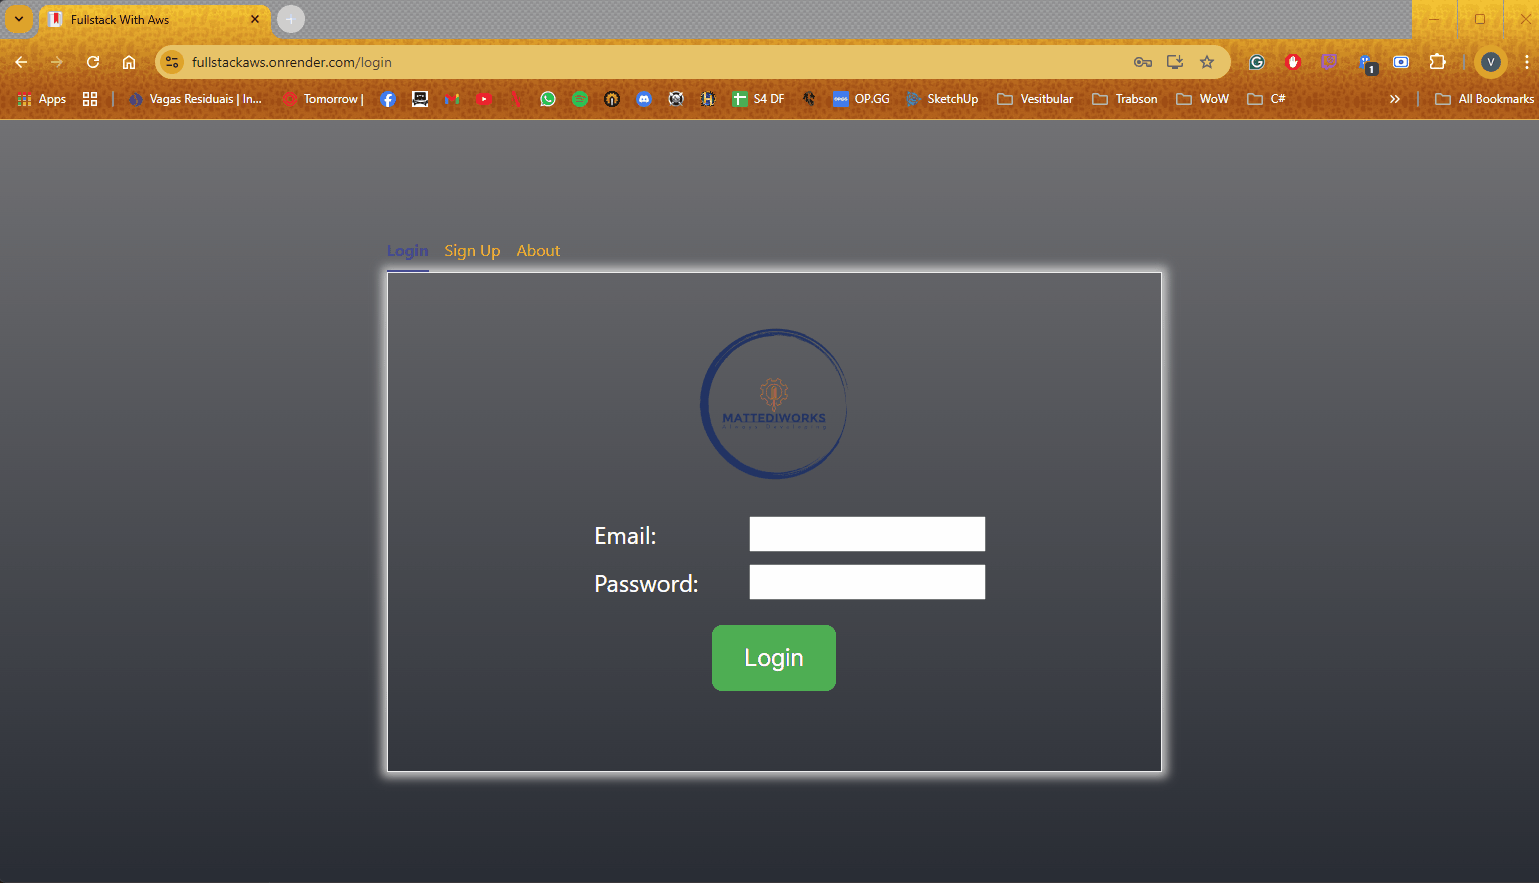 Fullstack With Aws
fullstackaws.onrender.com/login
Apps
Vagas Residuais | In...
Tomorrow |
S4 DF
OP.GG
SketchUp
Vesitbular
Trabson
WoW
C#
All Bookmarks
1
V
Login Sign Up About
MATTEDIWORKS
Email:
Password:
Login